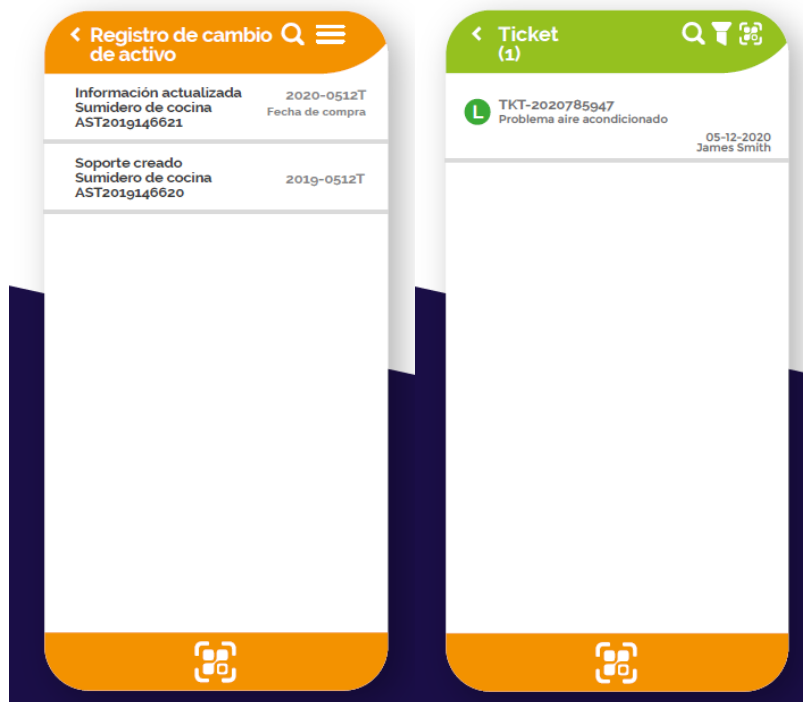 Registro de cambio
de activo
Información actualizada
Sumidero de cocina
AST2019146621
2020-0512T
Fecha de compra
Soporte creado
Sumidero de cocina
AST2019146620
2019-0512T
Ticket
(1)
L
TKT-2020785947
Problema aire acondicionado
05-12-2020
James Smith